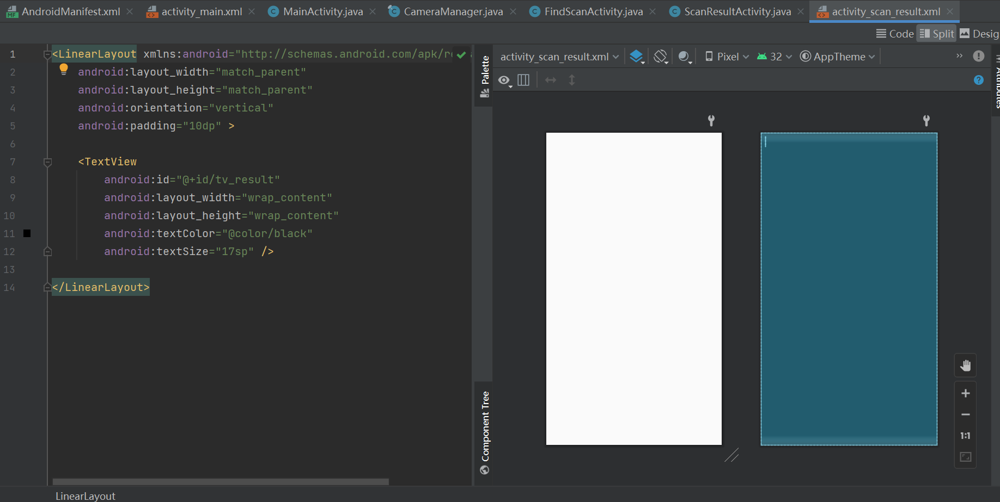 AndroidManifest.xml activity_main.xml MainActivity.java CameraManager.java FindScanActivity.java ScanResultActivity.java activity_scan_result.xml
Code Split Desig
1 <LinearLayout xmlns:android="http://schemas.android.com/apk/re
2 android:layout_width="match_parent"
3 android:layout_height="match_parent"
4 android:orientation="vertical"
5 android:padding="10dp" >
6
7 <TextView
8 android:id="@+id/tv_result"
9 android:layout_width="wrap_content"
10 android:layout_height="wrap_content"
11 android:textColor="@color/black"
12 android:textSize="17sp" />
13
14 </LinearLayout>
LinearLayout
Palette
Component Tree
activity_scan_result.xml Pixel 32 AppTheme
1:1
Attributes